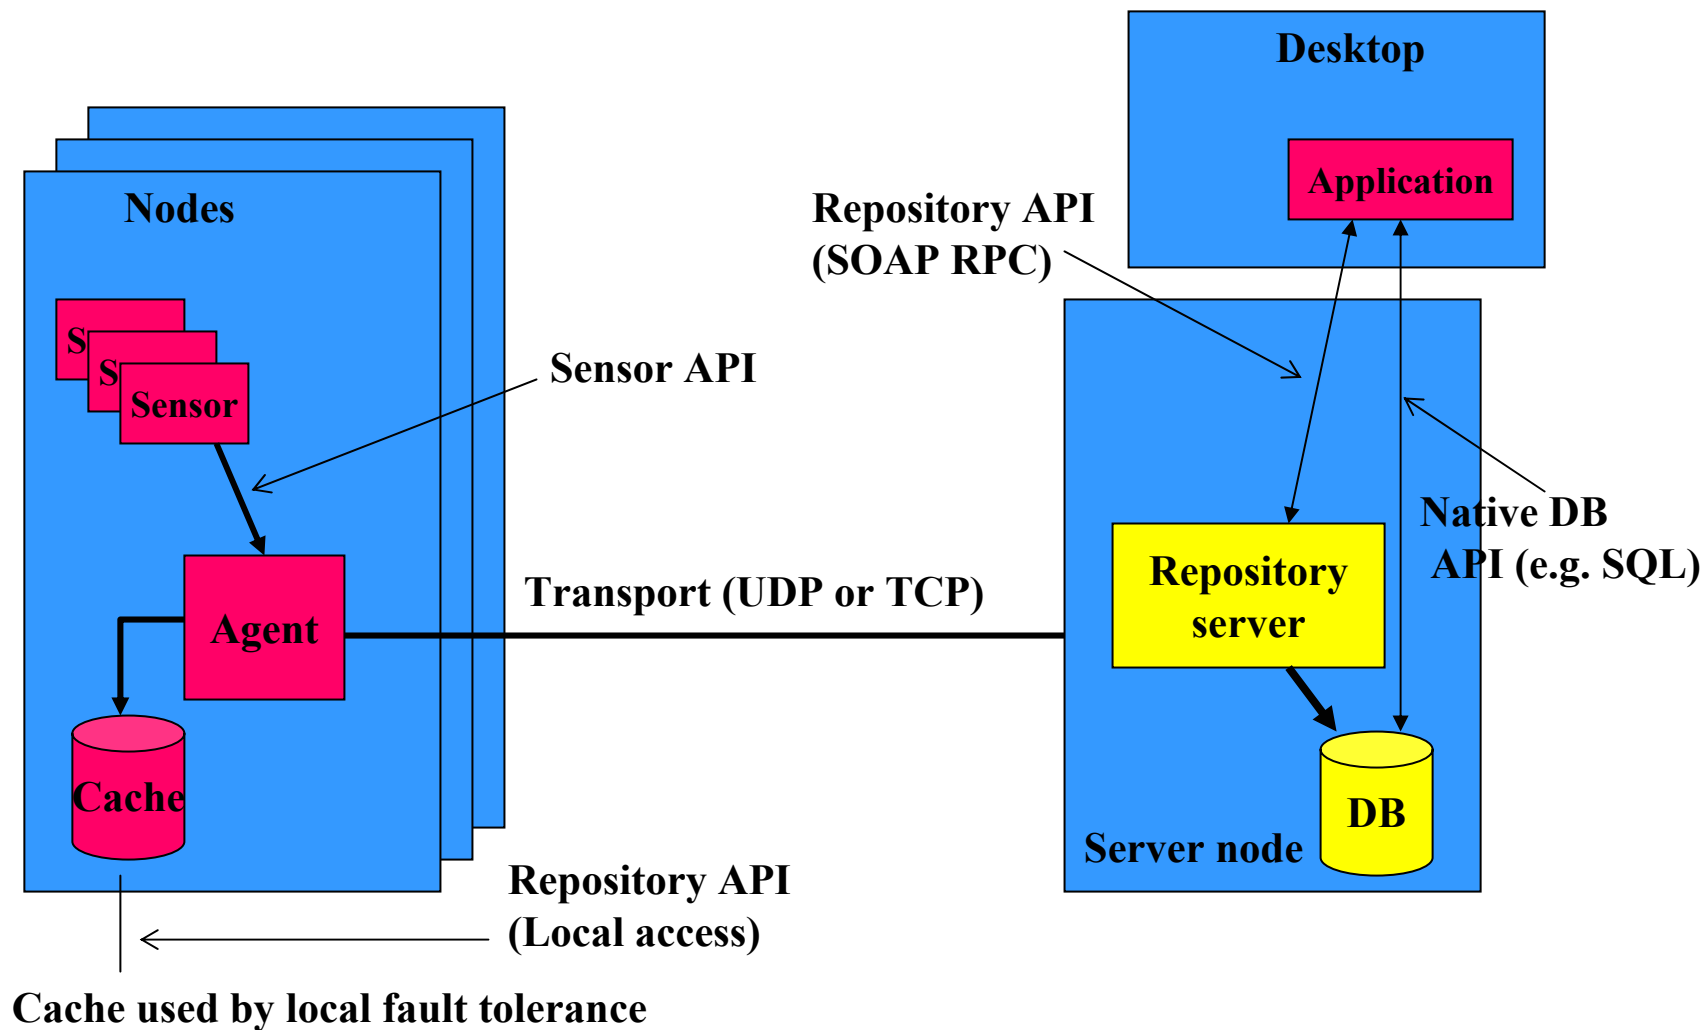 Desktop
Application
Nodes
Repository API
(SOAP RPC)
S
S
Sensor
Sensor API
Native DB
API (e.g. SQL)
Repository
server
Transport (UDP or TCP)
Agent
Cache
DB
Server node
Repository API
(Local access)
Cache used by local fault tolerance